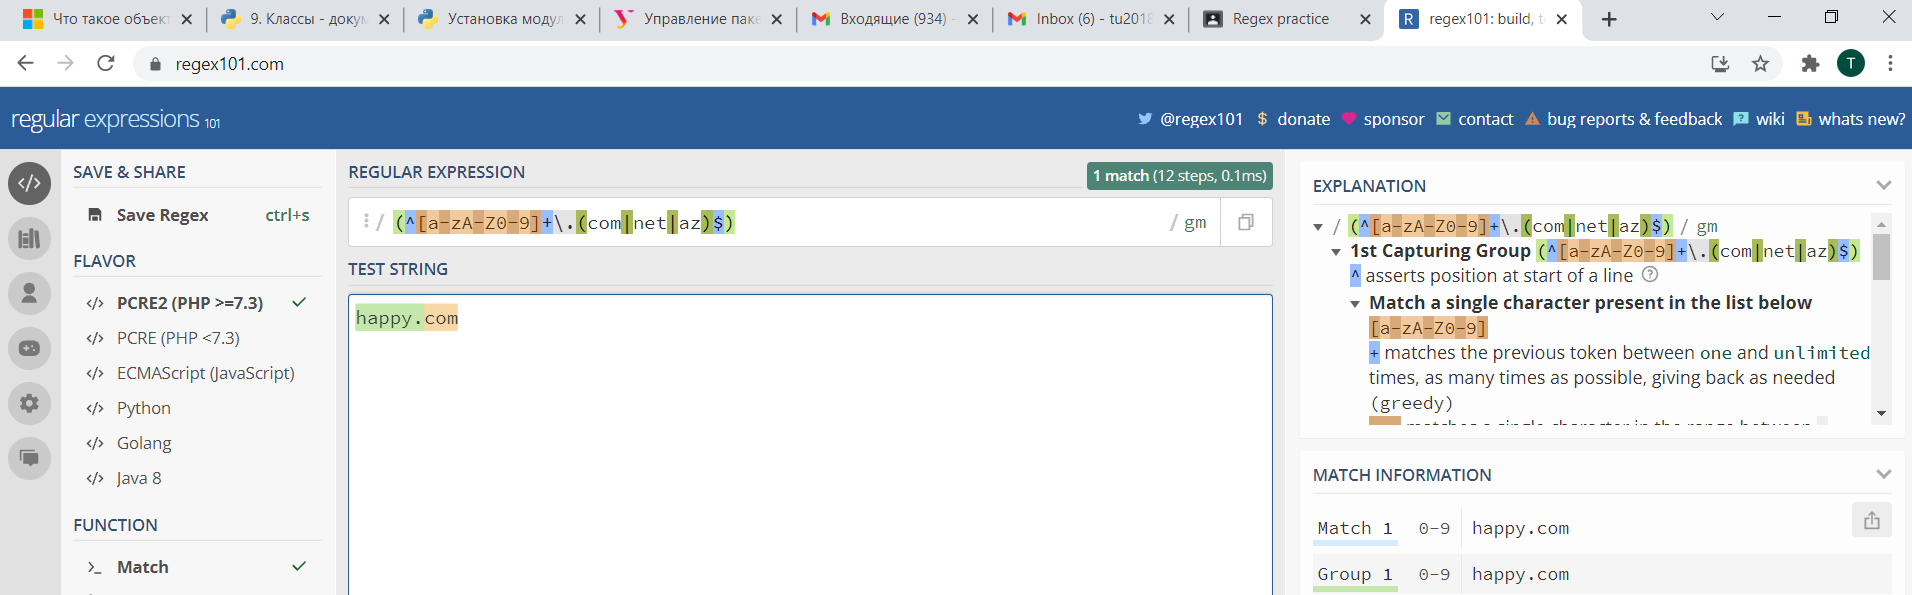 Что такое объект
9. Классы - докум
Установка модул
Управление паке
Входящие (934) -
Inbox (6) - tu2018
Regex practice
regex101: build, t
regex101.com
T
regular expressions 101
@regex101
$ donate
sponsor
contact
bug reports & feedback
wiki
whats new?
SAVE & SHARE
Save Regex ctrl+s
FLAVOR
</> PCRE2 (PHP >=7.3)
</> PCRE (PHP <7.3)
</> ECMAScript (JavaScript)
</> Python
</> Golang
</> Java 8
FUNCTION
>_ Match
REGULAR EXPRESSION
1 match (12 steps, 0.1ms)
/ (^[a-zA-Z0-9]+\.(com|net|az)$) / gm
TEST STRING
happy.com
EXPLANATION
/ (^[a-zA-Z0-9]+\.(com|net|az)$) / gm
1st Capturing Group (^[a-zA-Z0-9]+\.(com|net|az)$)
^ asserts position at start of a line
Match a single character present in the list below
[a-zA-Z0-9]
+ matches the previous token between one and unlimited
times, as many times as possible, giving back as needed
(greedy)
MATCH INFORMATION
Match 1 0-9 happy.com
Group 1 0-9 happy.com